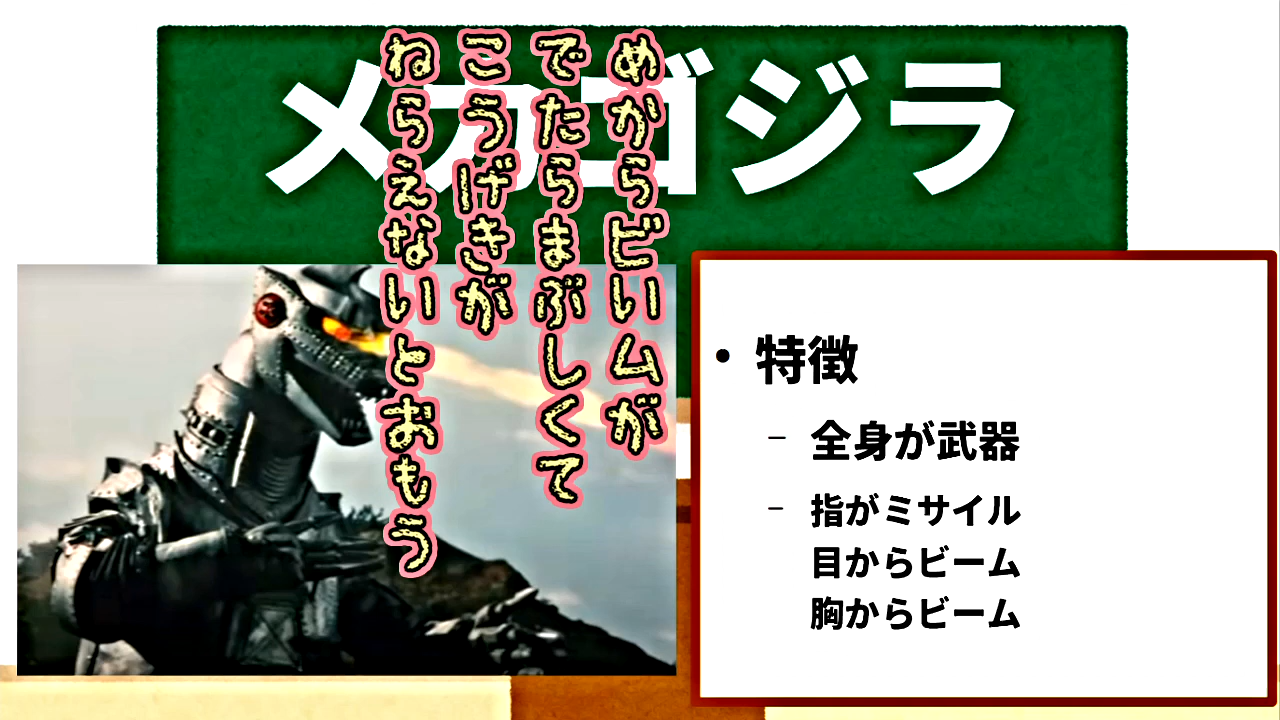 メカゴジラ
めからビいムが
でたらまぶしくて
こうげきが
ねらえないとおもう
• 特徴
– 全身が武器
– 指がミサイル
目からビーム
胸からビーム